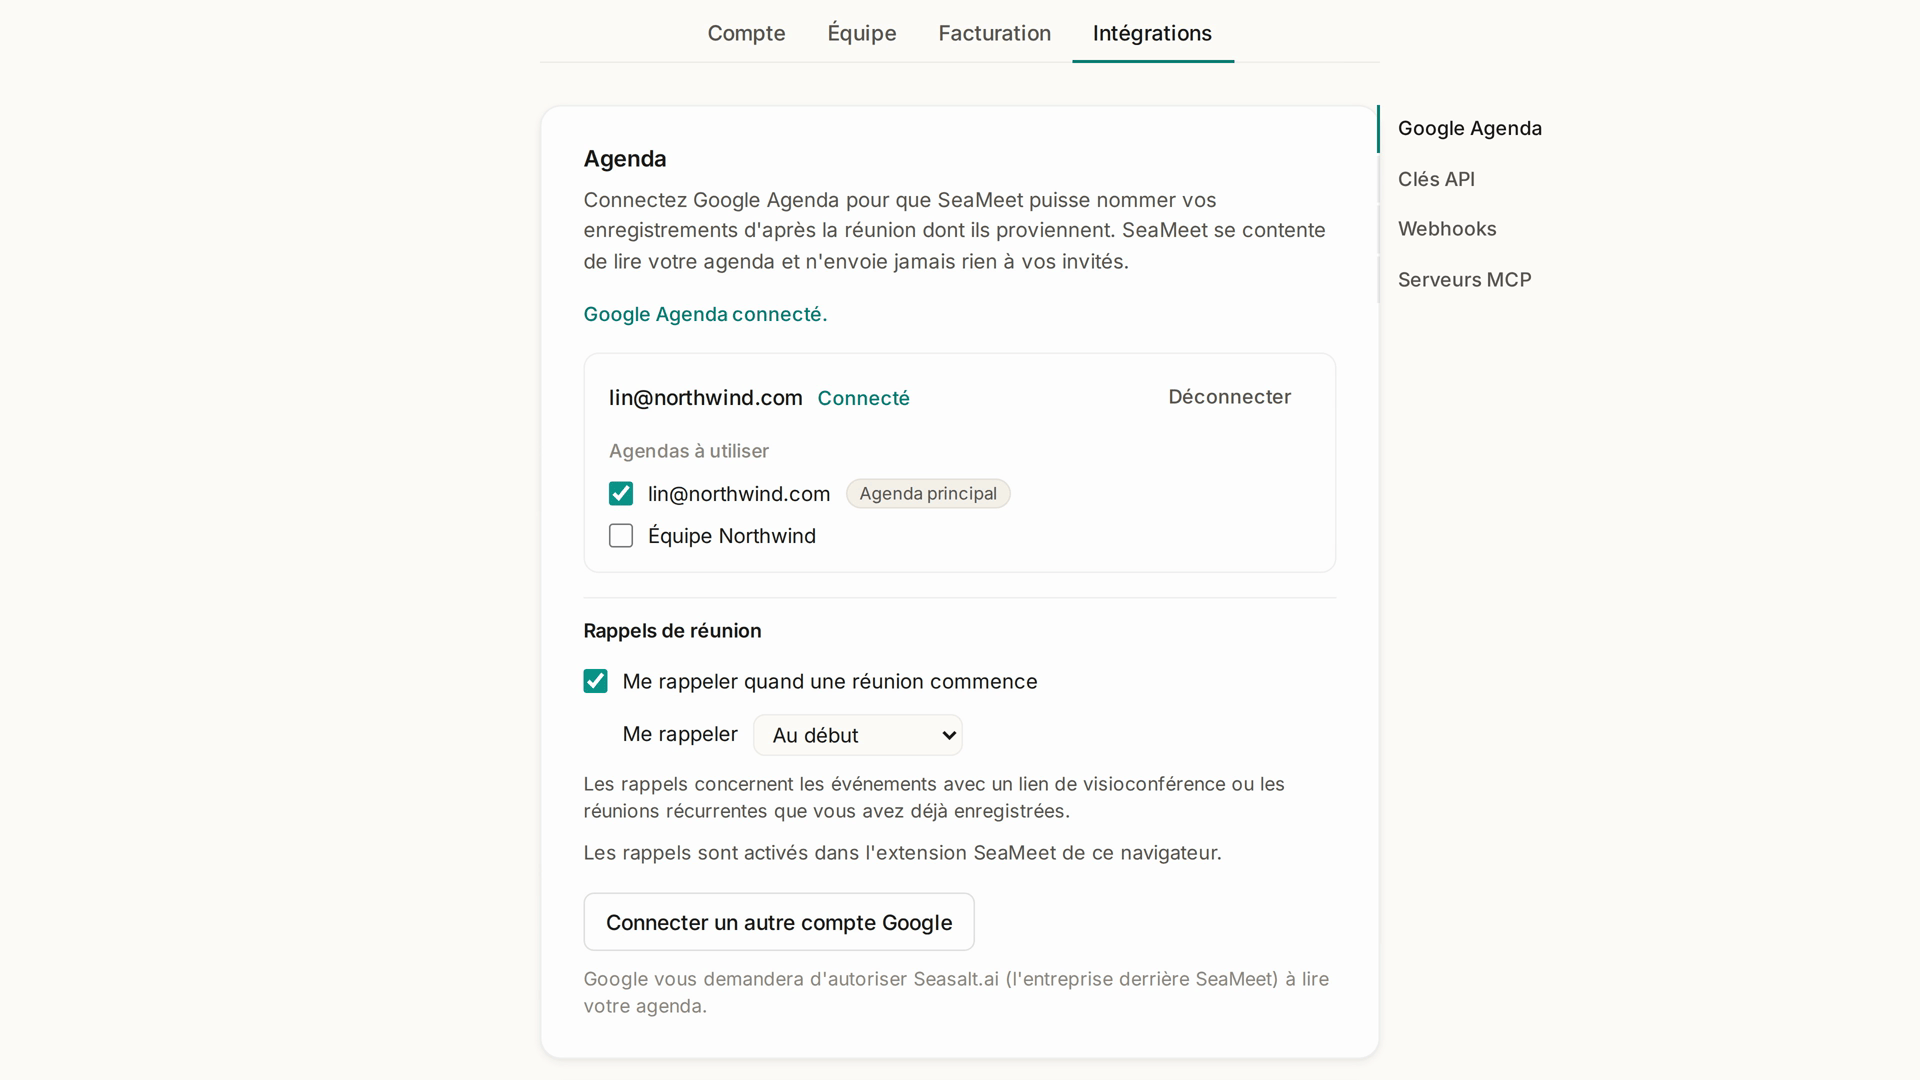 Compte
Équipe
Facturation
Intégrations
Agenda
Connectez Google Agenda pour que SeaMeet puisse nommer vos
enregistrements d'après la réunion dont ils proviennent. SeaMeet se contente
de lire votre agenda et n'envoie jamais rien à vos invités.
Google Agenda connecté.
lin@northwind.com Connecté
Déconnecter
Agendas à utiliser
lin@northwind.com Agenda principal
Équipe Northwind
Rappels de réunion
Me rappeler quand une réunion commence
Me rappeler Au début
Les rappels concernent les événements avec un lien de visioconférence ou les
réunions récurrentes que vous avez déjà enregistrées.
Les rappels sont activés dans l'extension SeaMeet de ce navigateur.
Connecter un autre compte Google
Google vous demandera d'autoriser Seasalt.ai (l'entreprise derrière SeaMeet) à lire
votre agenda.
Google Agenda
Clés API
Webhooks
Serveurs MCP